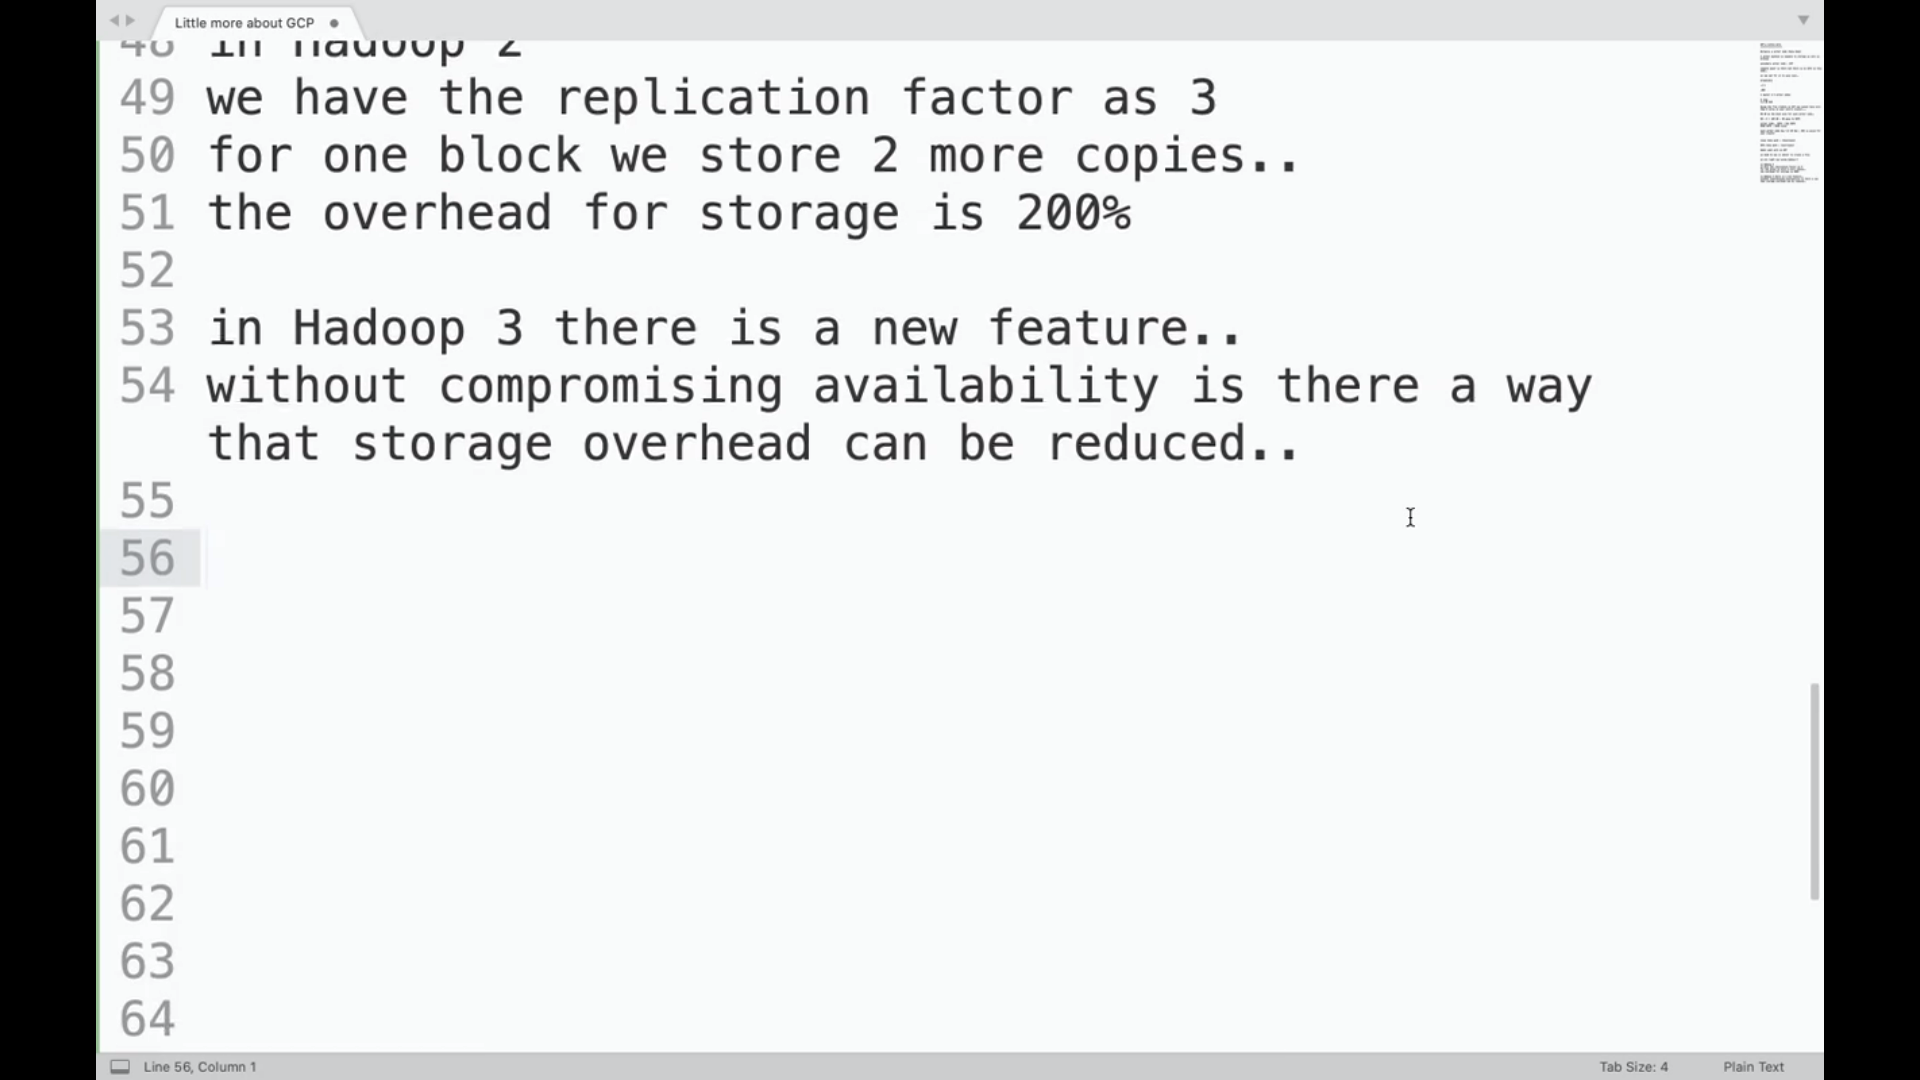 Little more about GCP
48 in Hadoop 2
49 we have the replication factor as 3
50 for one block we store 2 more copies..
51 the overhead for storage is 200%
52
53 in Hadoop 3 there is a new feature..
54 without compromising availability is there a way
that storage overhead can be reduced..
55
56
57
58
59
60
61
62
63
64
Line 56, Column 1
Tab Size: 4
Plain Text